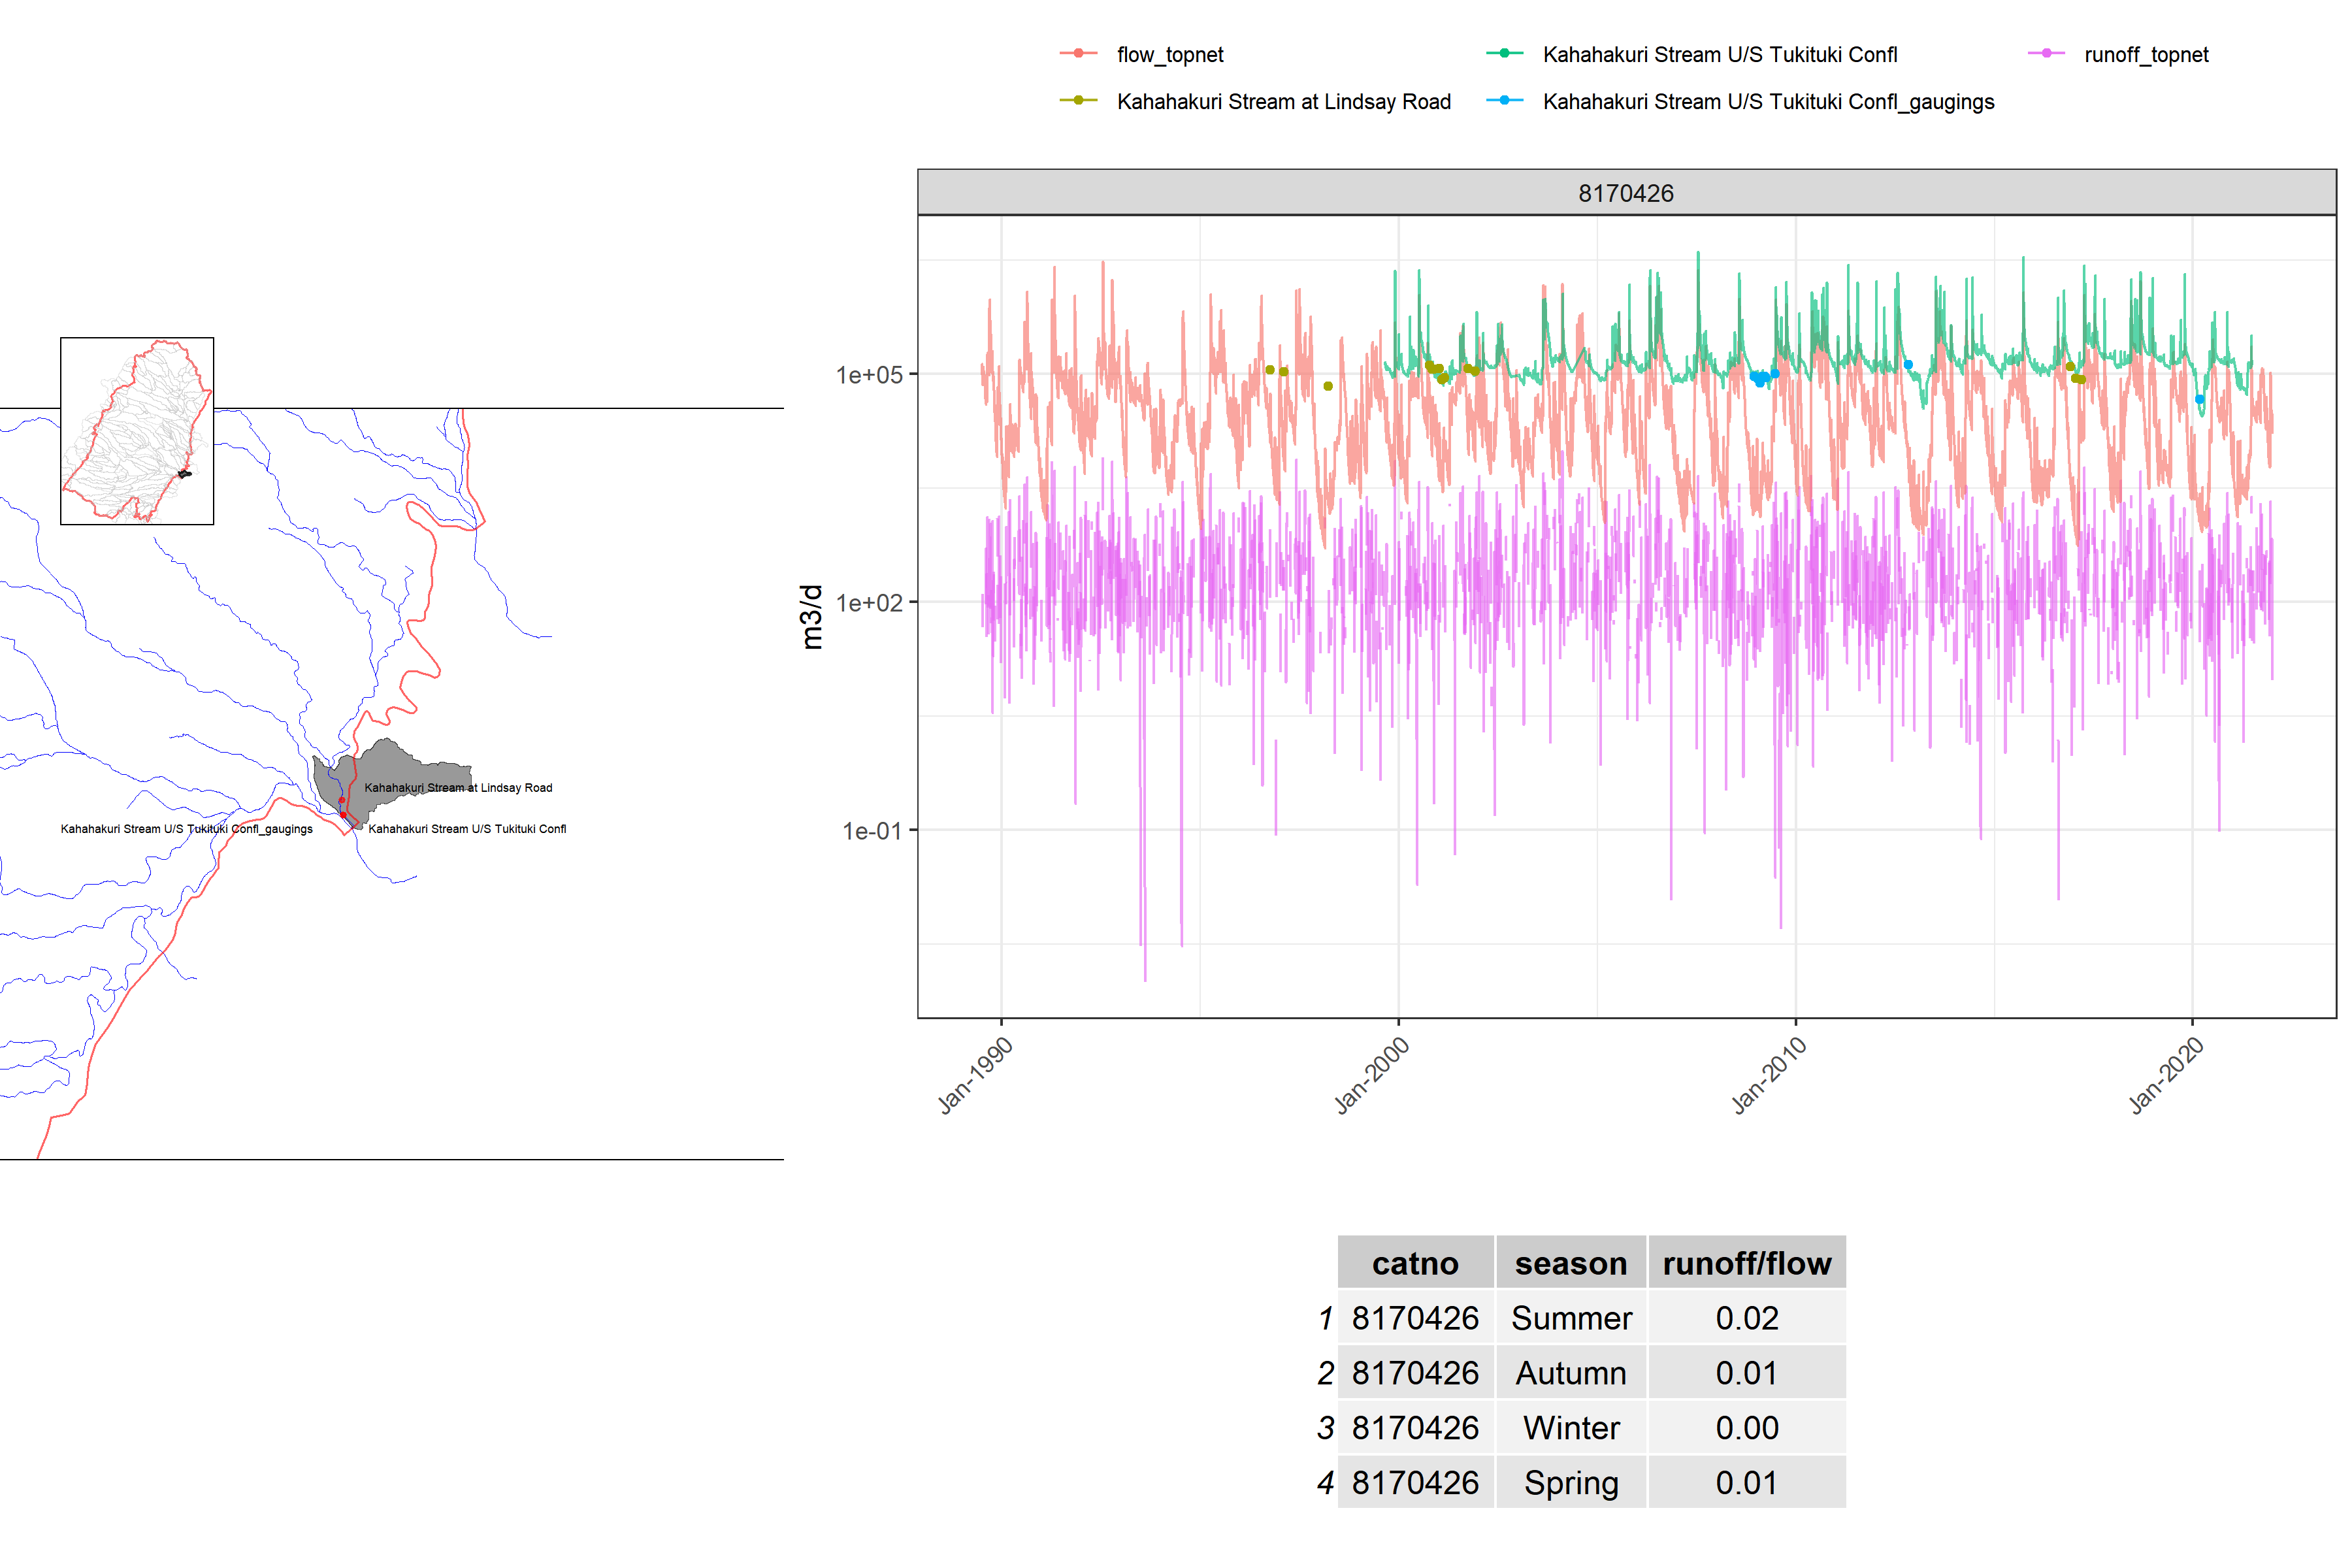 flow_topnet
Kahahakuri Stream U/S Tukituki Confl
runoff_topnet
Kahahakuri Stream at Lindsay Road
Kahahakuri Stream U/S Tukituki Confl_gaugings
8170426
1e+05
1e+02
1e-01
m3/d
Jan-1990
Jan-2000
Jan-2010
Jan-2020
Kahahakuri Stream at Lindsay Road
Kahahakuri Stream U/S Tukituki Confl_gaugings
Kahahakuri Stream U/S Tukituki Confl
catno season runoff/flow
1 8170426 Summer 0.02
2 8170426 Autumn 0.01
3 8170426 Winter 0.00
4 8170426 Spring 0.01